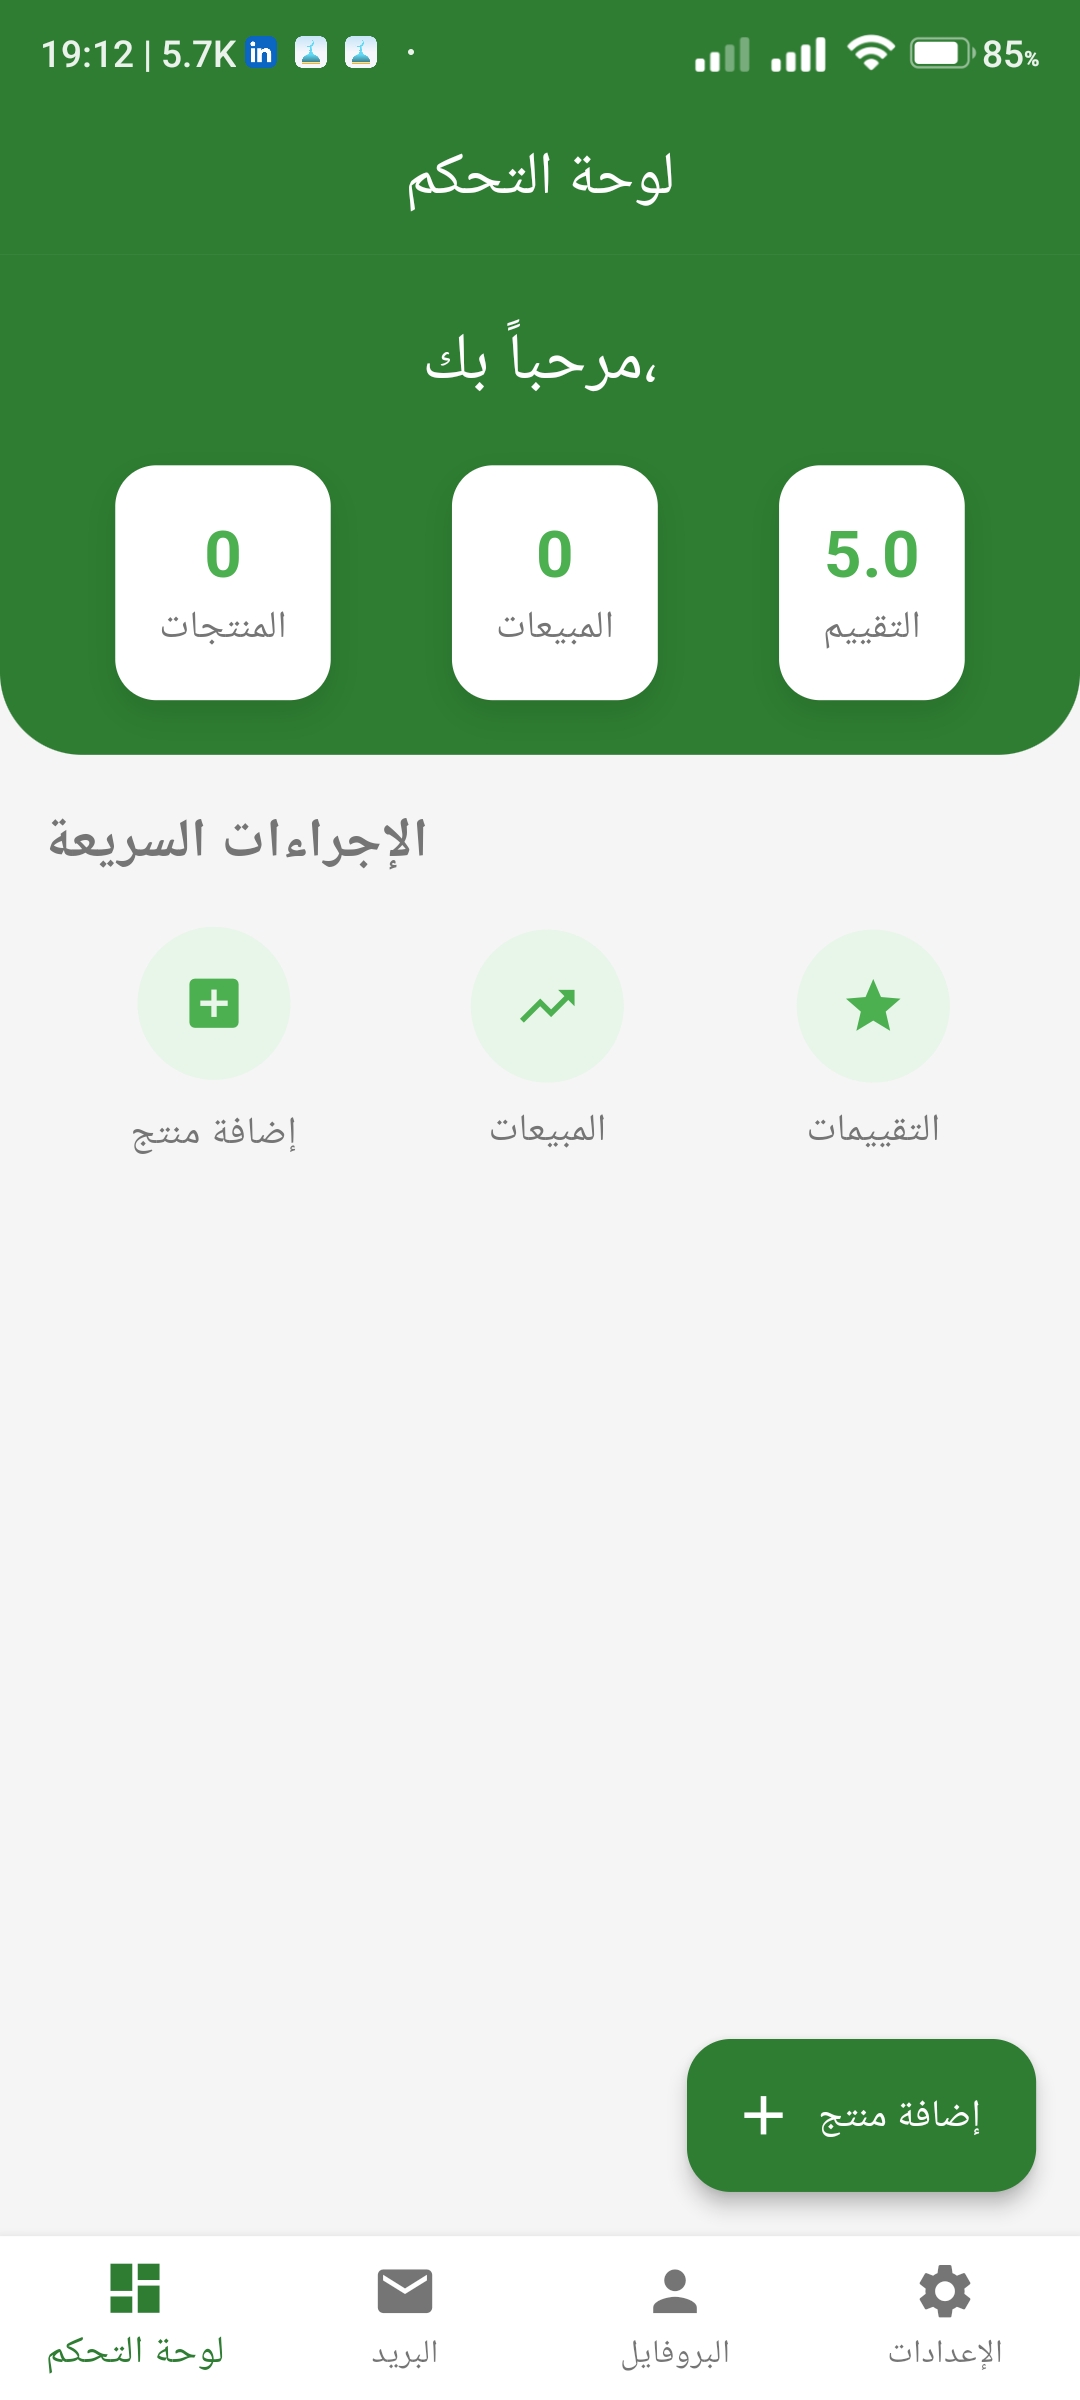 19:12 | 5.7K in 85%
لوحة التحكم
مرحباً بك،
5.0 0 0
التقييم المبيعات المنتجات
الإجراءات السريعة
التقييمات المبيعات إضافة منتج
إضافة منتج +
الإعدادات البروفايل البريد لوحة التحكم